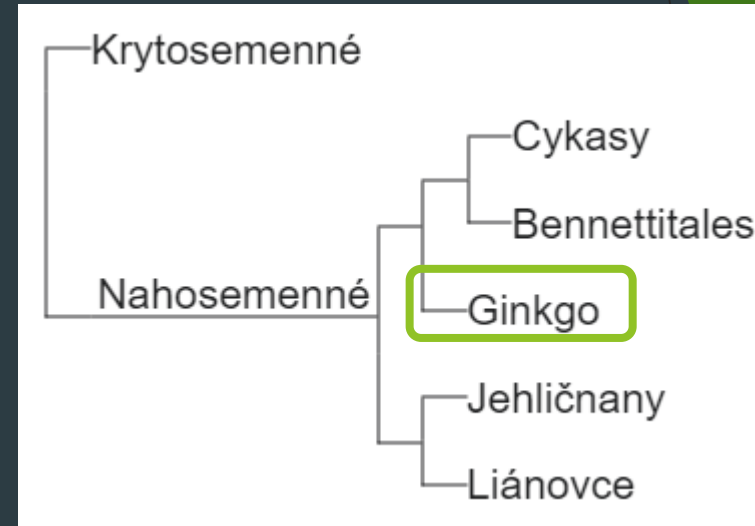 Krytosemenné
Cykasy
Bennettitales
Nahosemenné
Ginkgo
Jehličnany
Liánovce